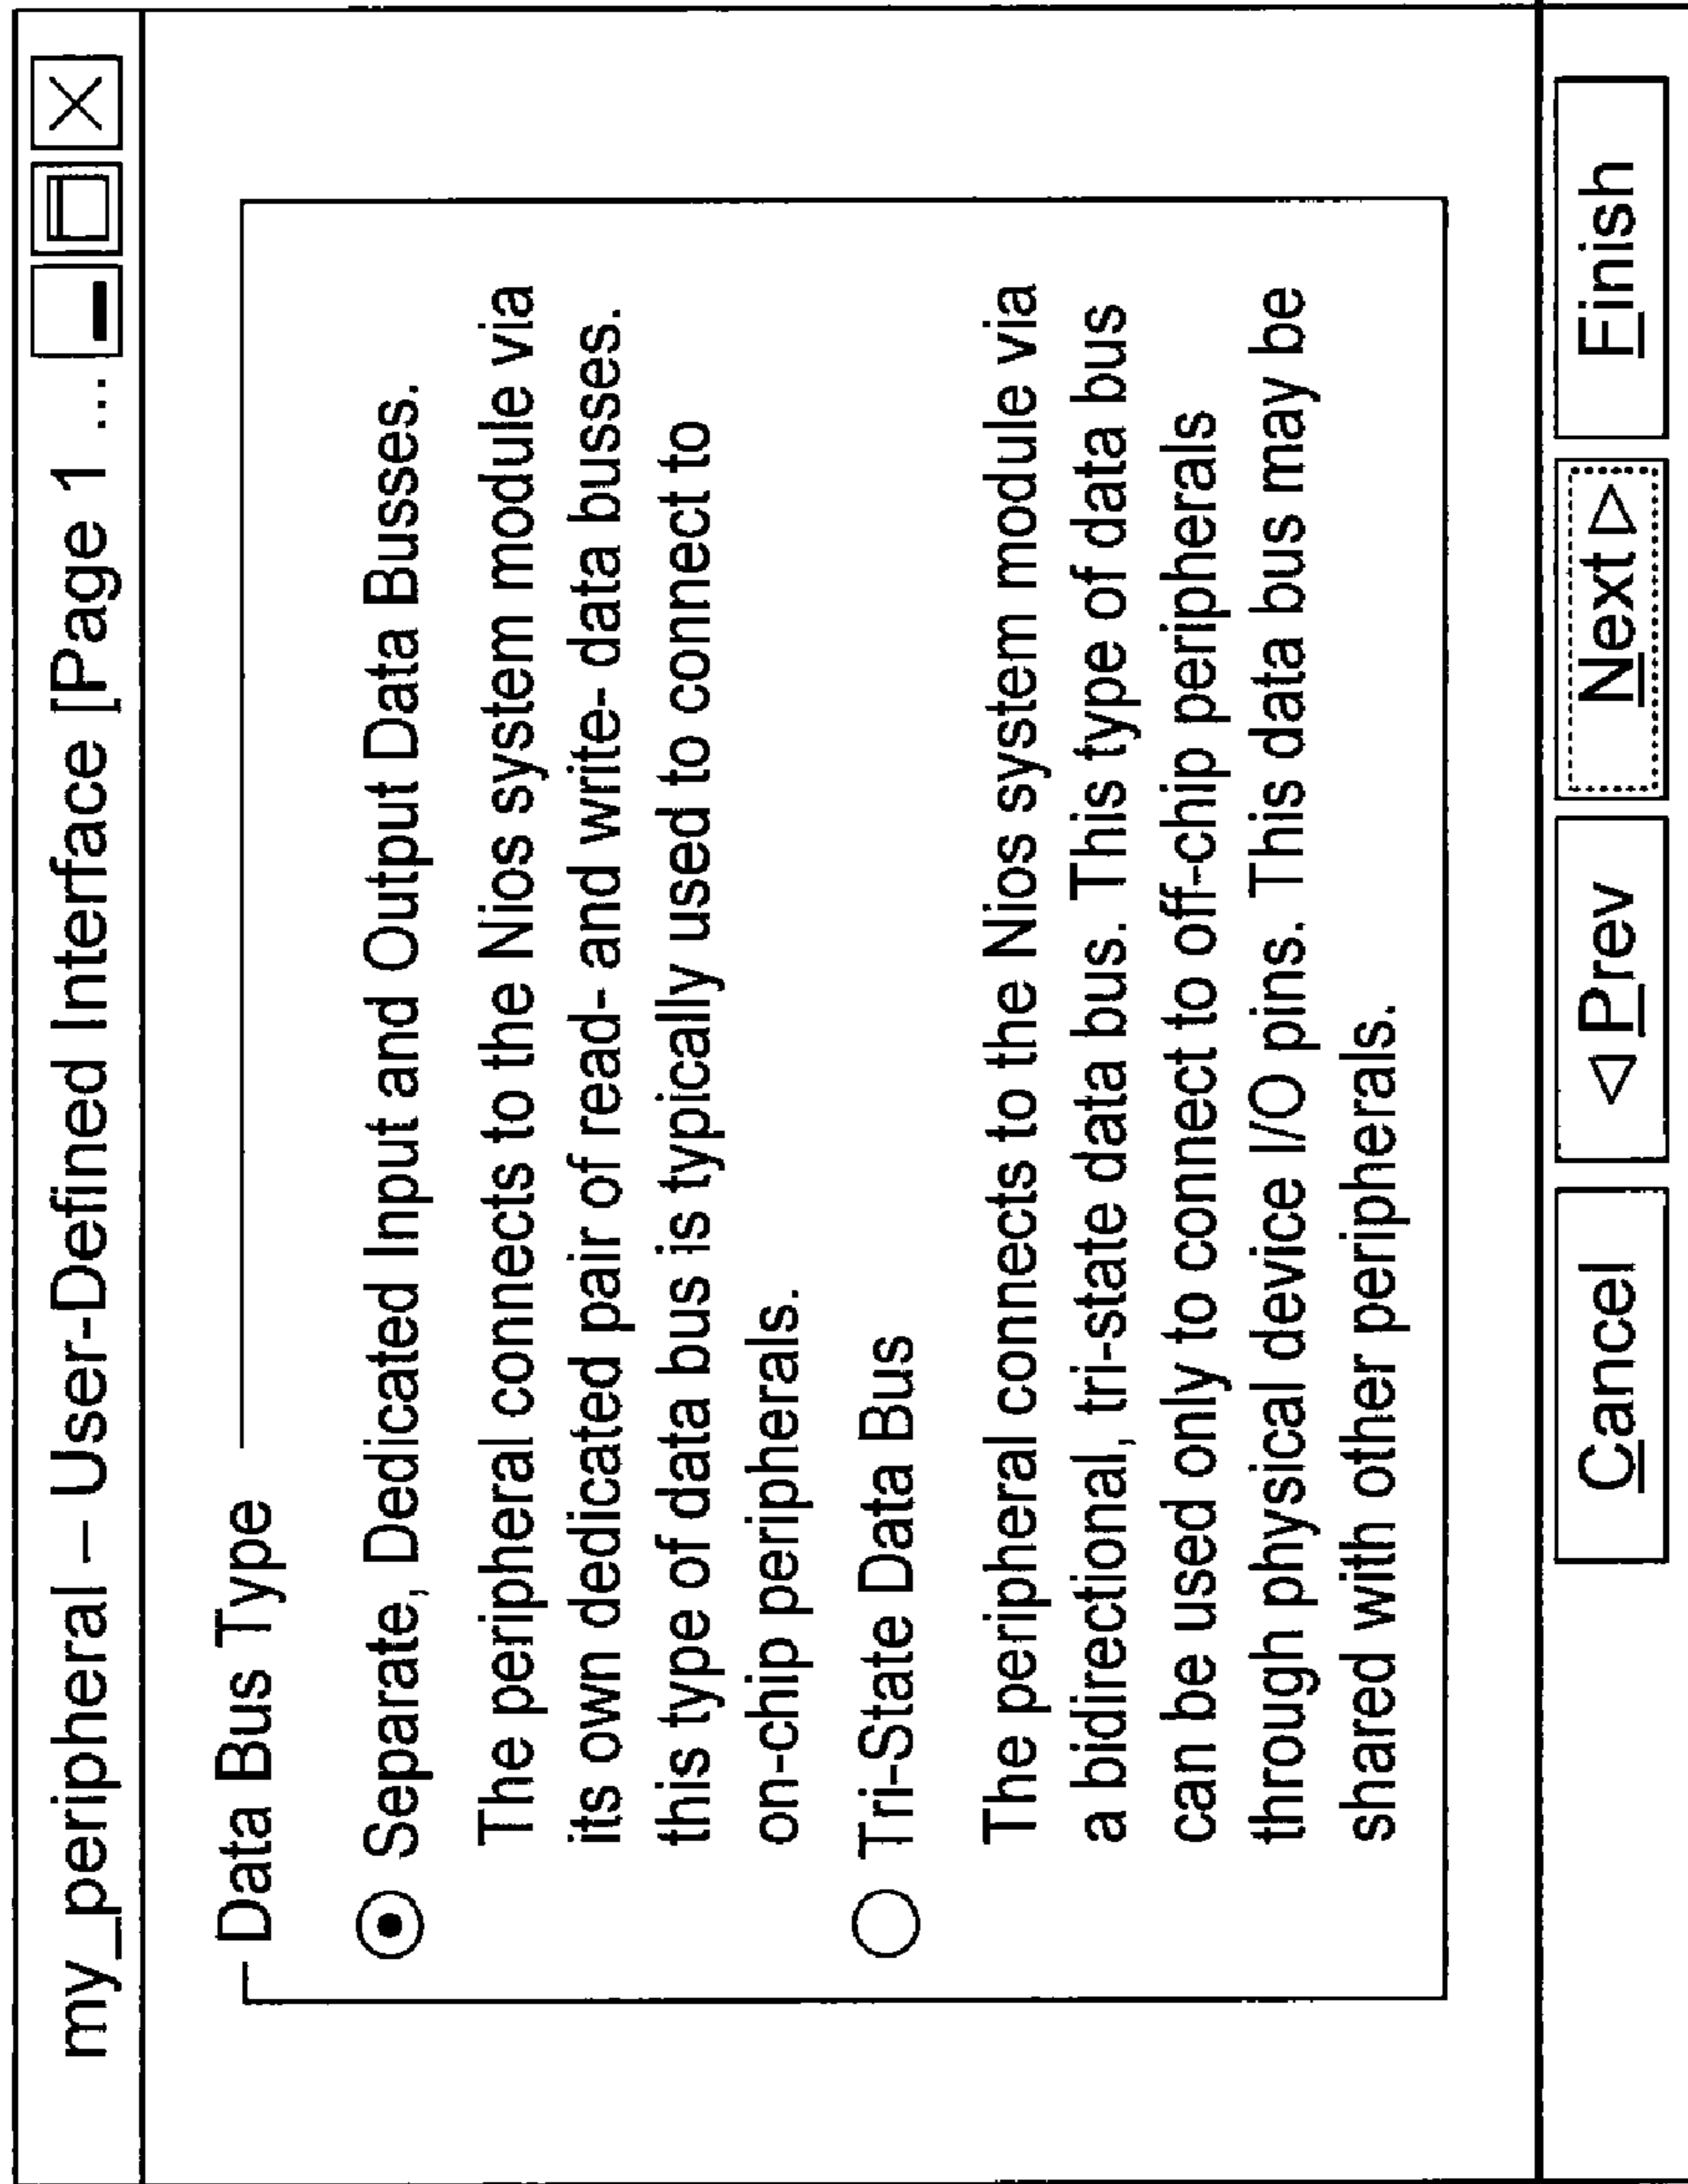 my_peripheral – User-Defined Interface [Page 1 ...
Data Bus Type
Separate, Dedicated Input and Output Data Busses.
The peripheral connects to the Nios system module via
its own dedicated pair of read- and write- data busses.
this type of data bus is typically used to connect to
on-chip peripherals.
Tri-State Data Bus
The peripheral connects to the Nios system module via
a bidirectional, tri-state data bus. This type of data bus
can be used only to connect to off-chip peripherals
through physical device I/O pins. This data bus may be
shared with other peripherals.
Cancel ◁ Prev Next ▷ Finish